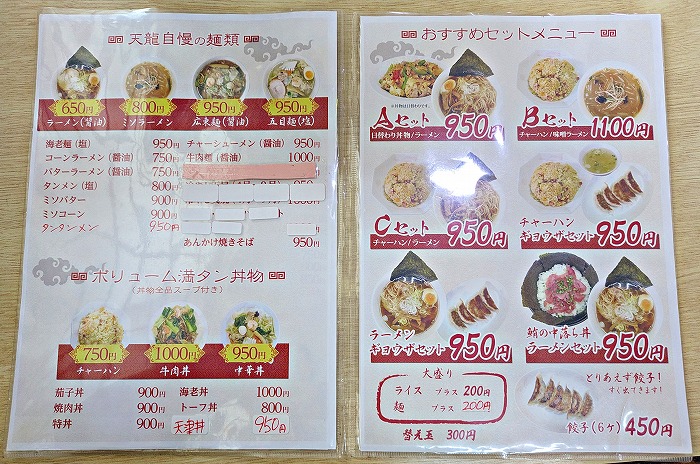 天龍自慢の麺類
650円 800円 950円 950円
ラーメン(醤油) ミソラーメン 広東麺(醤油) 五目麺(塩)
海老麺(塩) 950円 チャーシューメン(醤油) 950円
コーンラーメン(醤油) 750円 牛肉麺(醤油) 1000円
バターラーメン(醤油) 750円
タンメン(塩) 800円
ミソバター 900円
ミソコーン 900円
タンタンメン 950円
あんかけ焼きそば 950円
ボリューム満タン丼物
(丼物全品スープ付き)
750円 1000円 950円
チャーハン 牛肉丼 中華丼
茄子丼 900円 海老丼 1000円
焼肉丼 900円 トーフ丼 800円
特丼 900円 天津丼 950円
おすすめセットメニュー
Aセット 950円
日替わり丼物/ラーメン
Bセット 1100円
チャーハン/味噌ラーメン
Cセット 950円
チャーハン/ラーメン
チャーハン
ギョウザセット 950円
ラーメン
ギョウザセット 950円
鮪の中落ち丼
ラーメンセット 950円
大盛り
ライス プラス 200円
麺 プラス 200円
替え玉 300円
とりあえず餃子!
すぐ出てきます!
餃子(6ケ) 450円